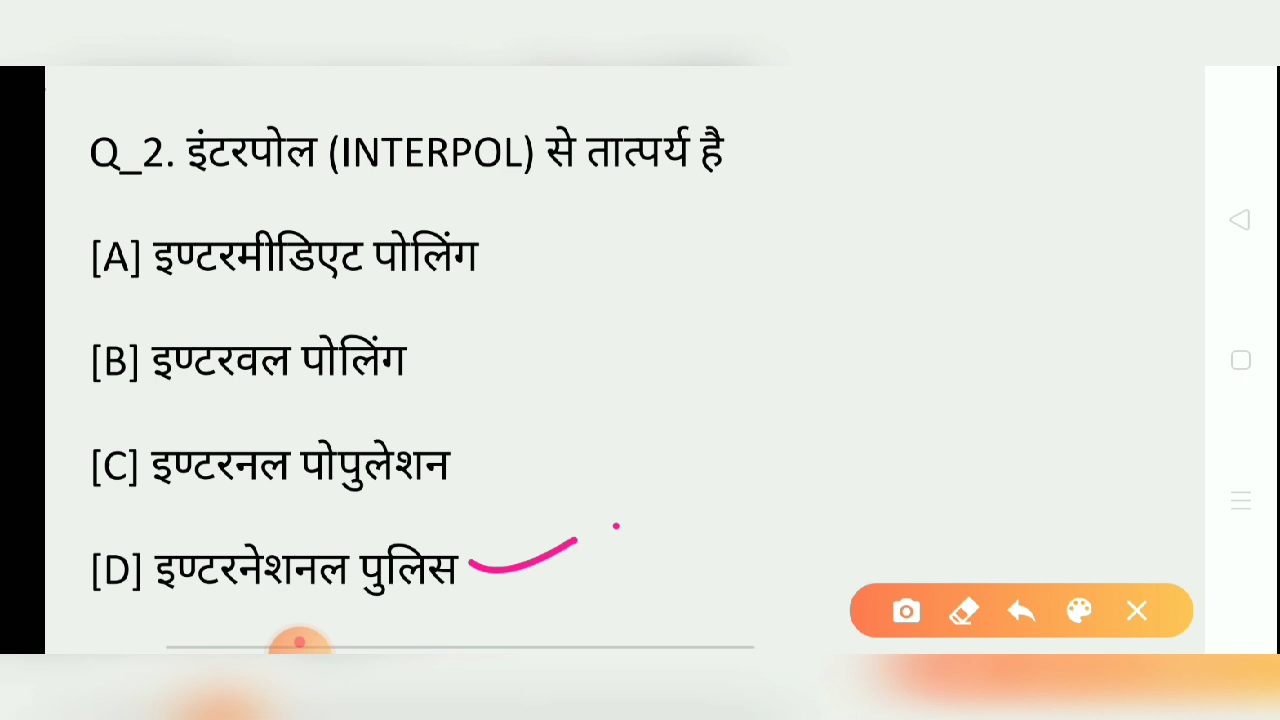 Q_2. इंटरपोल (INTERPOL) से तात्पर्य है
[A] इण्टरमीडिएट पोलिंग
[B] इण्टरवल पोलिंग
[C] इण्टरनल पोपुलेशन
[D] इण्टरनेशनल पुलिस